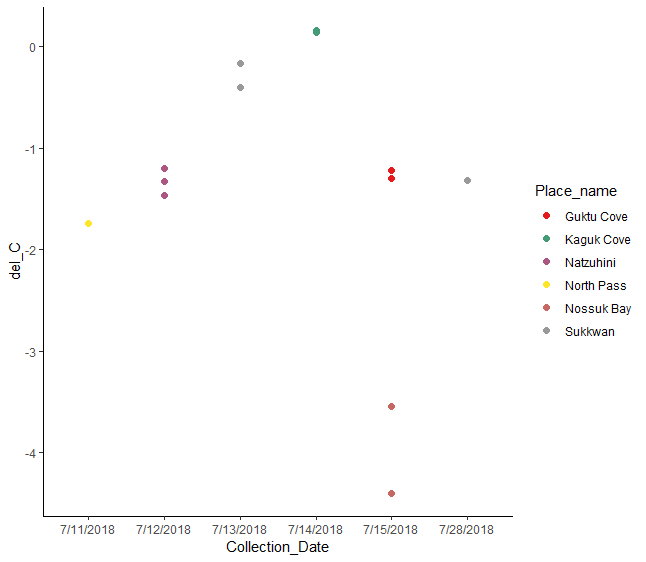 0
-1
-2
-3
-4
del_C
7/11/2018 7/12/2018 7/13/2018 7/14/2018 7/15/2018 7/28/2018
Collection_Date
Place_name
Guktu Cove
Kaguk Cove
Natzuhini
North Pass
Nossuk Bay
Sukkwan